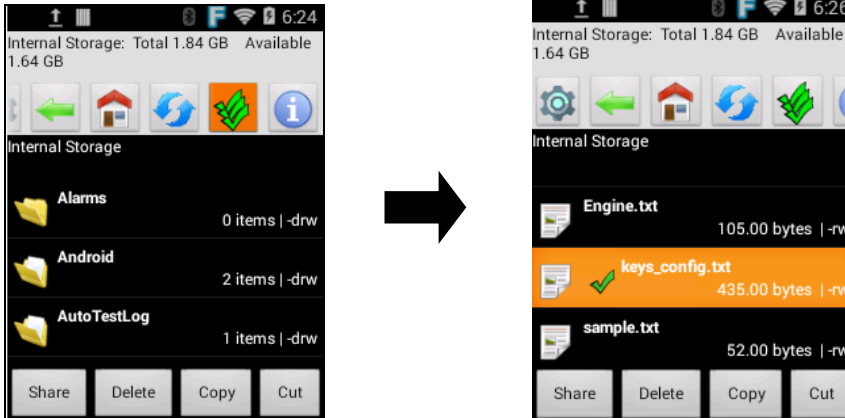 6:24
Internal Storage: Total 1.84 GB Available
1.64 GB
Internal Storage
Alarms
0 items | -drw
Android
2 items | -drw
AutoTestLog
1 items | -drw
Share Delete Copy Cut
6:26
Internal Storage: Total 1.84 GB Available
1.64 GB
Internal Storage
Engine.txt
105.00 bytes | -rw
keys_config.txt
435.00 bytes | -rw
sample.txt
52.00 bytes | -rw
Share Delete Copy Cut